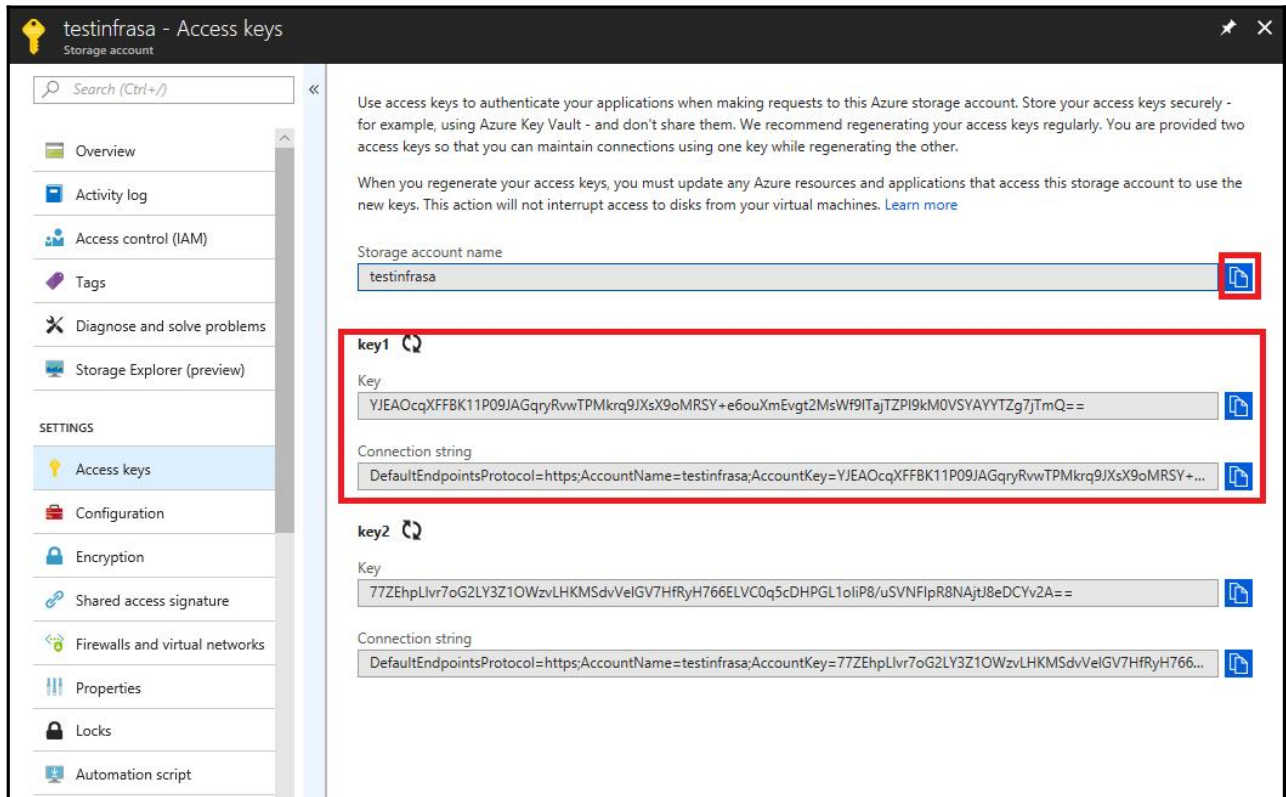 testinfrasa - Access keys
Storage account
Search (Ctrl+/)
«
Overview
Activity log
Access control (IAM)
Tags
Diagnose and solve problems
Storage Explorer (preview)
SETTINGS
Access keys
Configuration
Encryption
Shared access signature
Firewalls and virtual networks
Properties
Locks
Automation script
Use access keys to authenticate your applications when making requests to this Azure storage account. Store your access keys securely -
for example, using Azure Key Vault - and don't share them. We recommend regenerating your access keys regularly. You are provided two
access keys so that you can maintain connections using one key while regenerating the other.
When you regenerate your access keys, you must update any Azure resources and applications that access this storage account to use the
new keys. This action will not interrupt access to disks from your virtual machines. Learn more
Storage account name
testinfrasa
key1
Key
Connection string
DefaultEndpointsProtocol=https;AccountName=testinfrasa;AccountKey=YJEAOcqXFFBK11P09JAGqryRvwTPMkrq9JXsX9oMRSY+...
key2
Key
Connection string